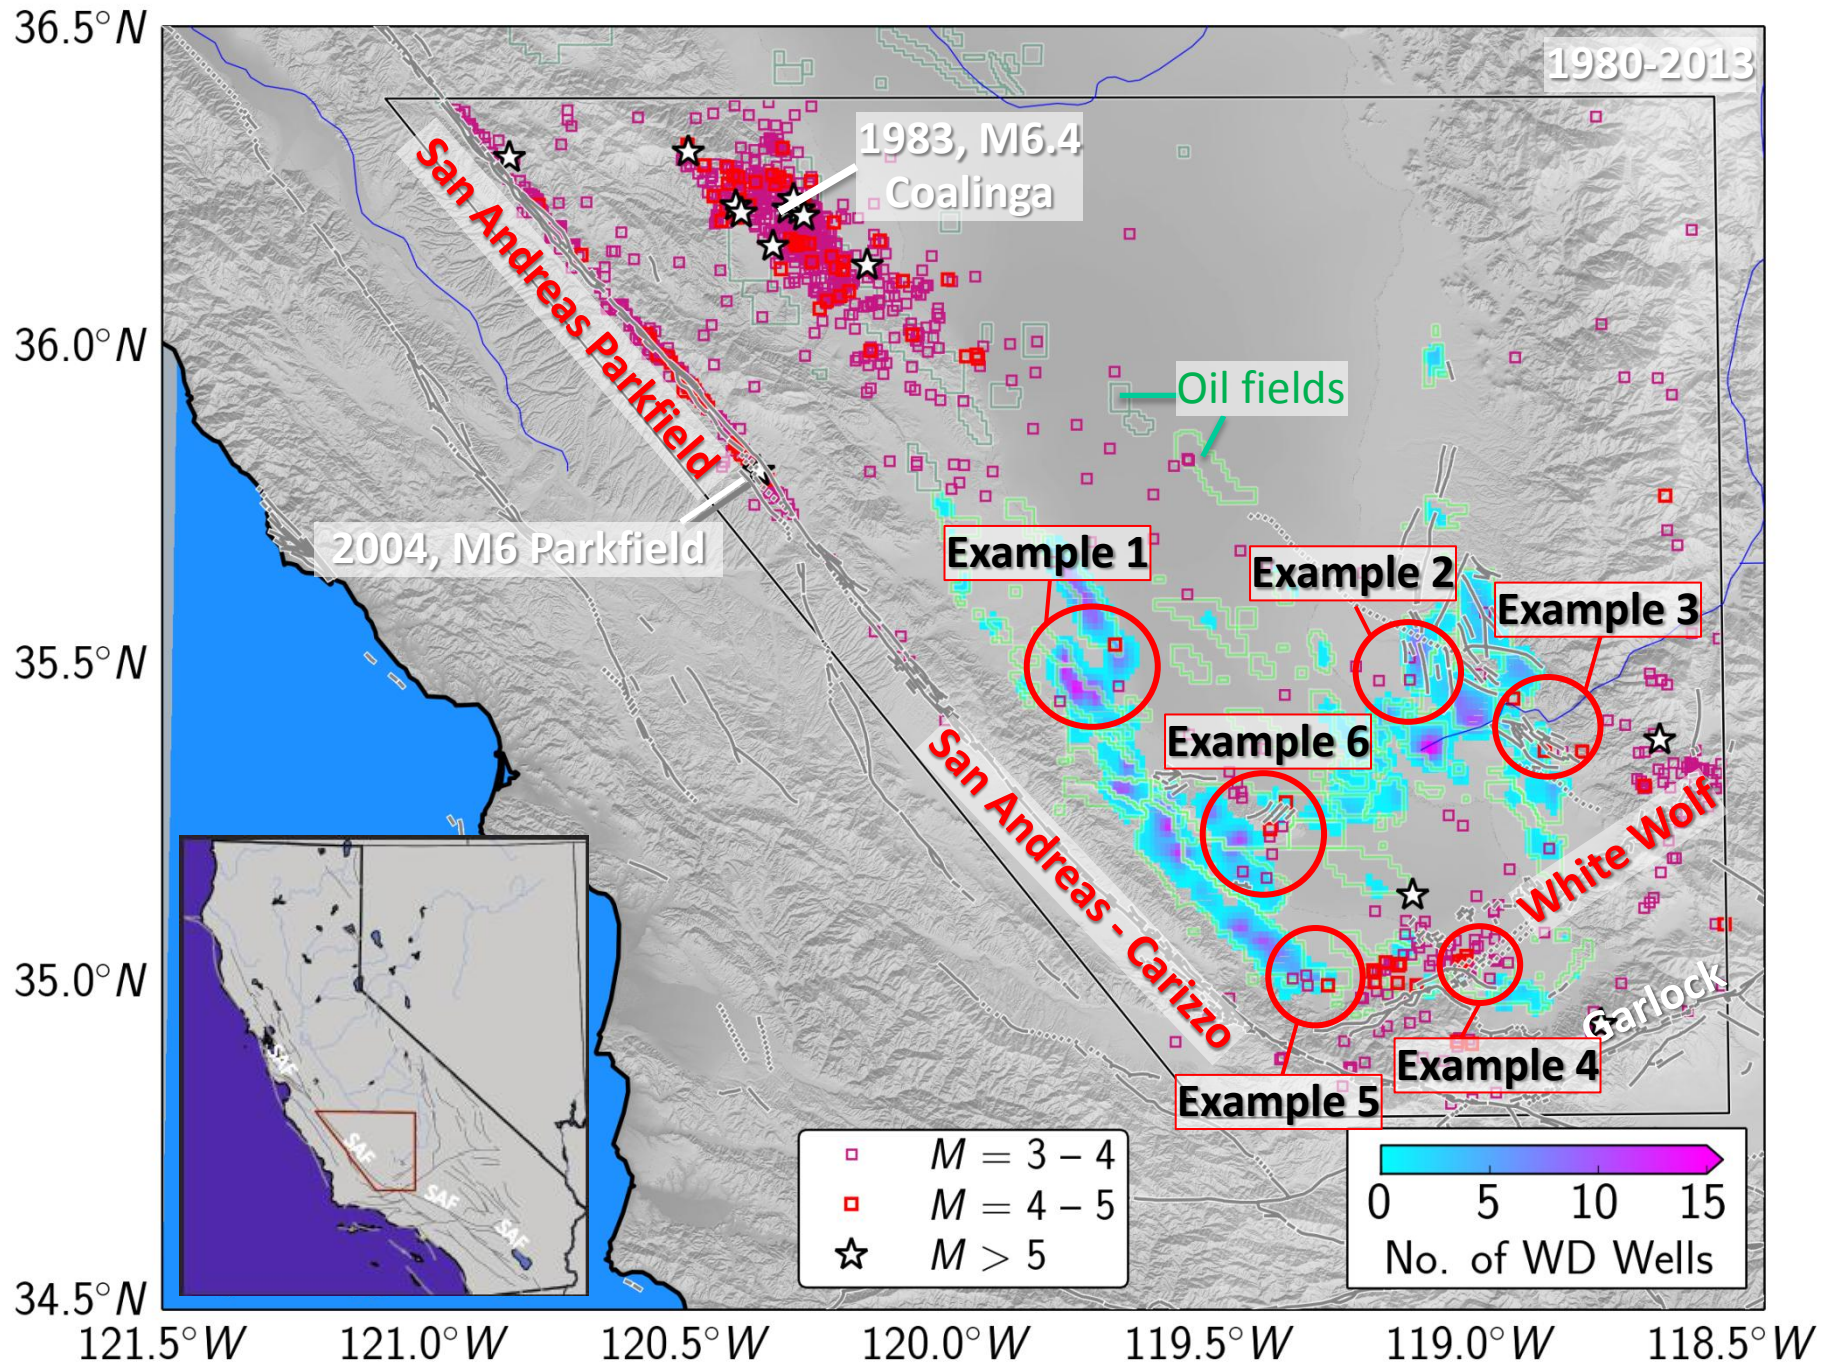 36.5°N
1980-2013
1983, M6.4
Coalinga
San Andreas Parkfield
36.0°N
Oil fields
2004, M6 Parkfield
Example 1
Example 2
Example 3
35.5°N
Example 6
San Andreas - Carizzo
White Wolf
35.0°N
Garlock
Example 4
Example 5
SAF
SAF
SAF
SAF
M = 3 – 4
M = 4 – 5
M > 5
0 5 10 15
No. of WD Wells
34.5°N
121.5°W 121.0°W 120.5°W 120.0°W 119.5°W 119.0°W 118.5°W